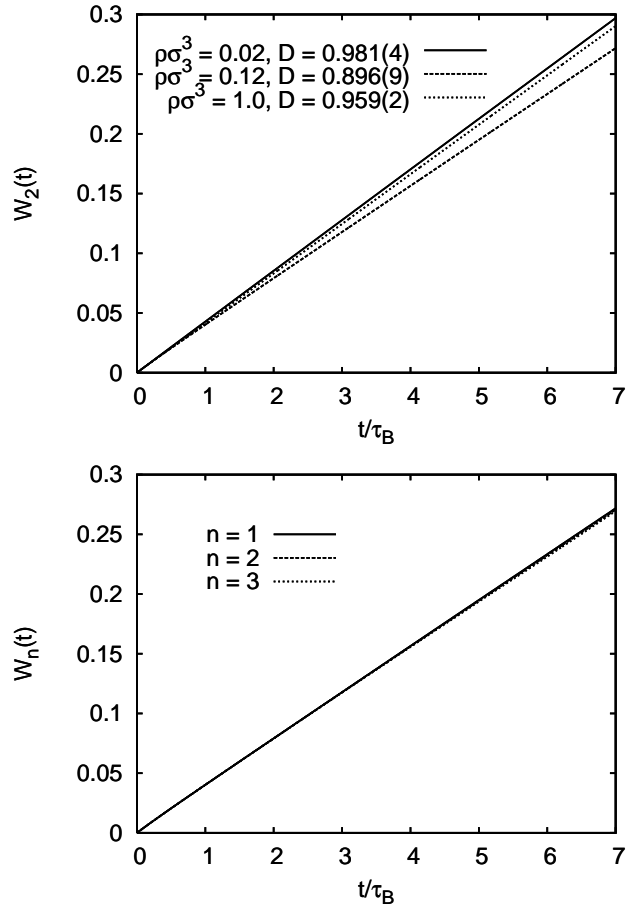 0.3
0.25
0.2
0.15
0.1
0.05
0
W₂(t)
ρσ³ = 0.02, D = 0.981(4)
ρσ³ = 0.12, D = 0.896(9)
ρσ³ = 1.0, D = 0.959(2)
0 1 2 3 4 5 6 7
t/τ_B
0.3
0.25
0.2
0.15
0.1
0.05
0
Wₙ(t)
n = 1
n = 2
n = 3
0 1 2 3 4 5 6 7
t/τ_B